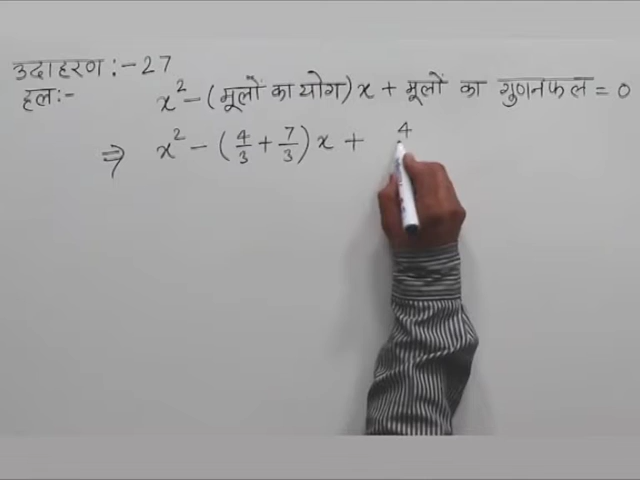 उदाहरण :- 27
हल:- x² - (मूलों का योग) x + मूलों का गुणनफल = 0
⇒ x² - (4/3 + 7/3) x + 4